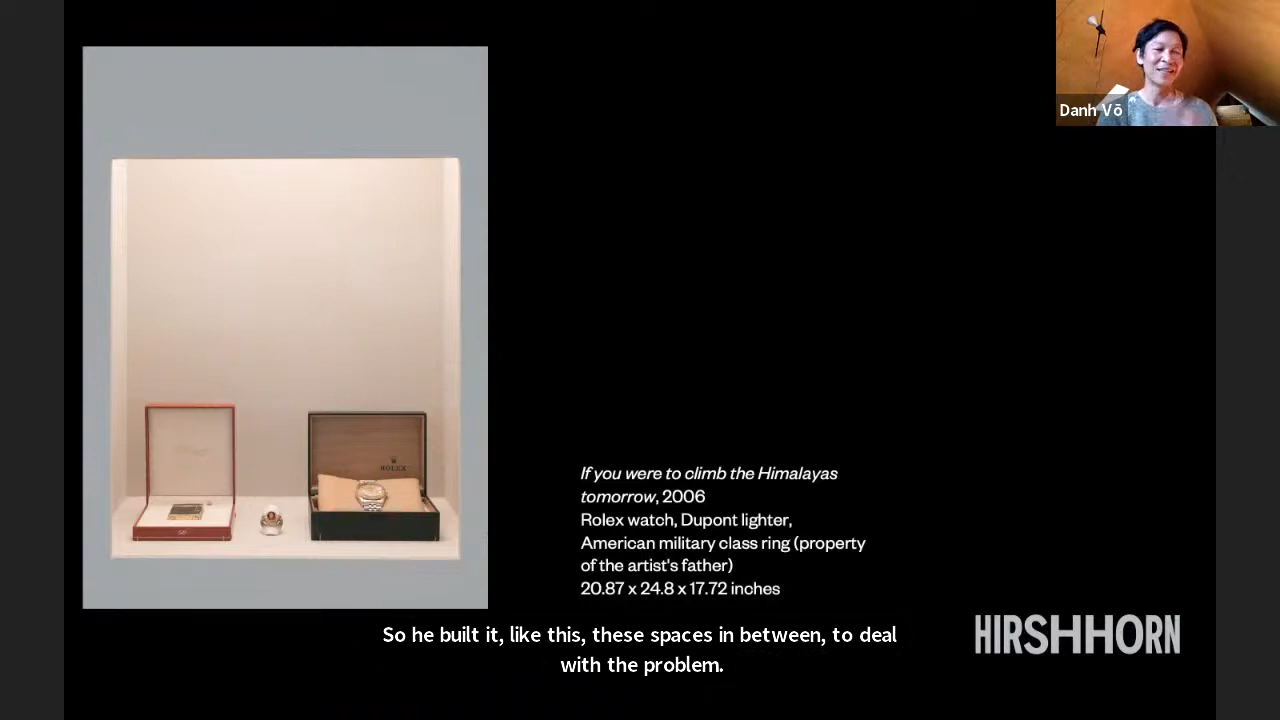 Danh Võ
ROLEX
If you were to climb the Himalayas
tomorrow, 2006
Rolex watch, Dupont lighter,
American military class ring (property
of the artist's father)
20.87 x 24.8 x 17.72 inches
So he built it, like this, these spaces in between, to deal
with the problem.
HIRSHHORN